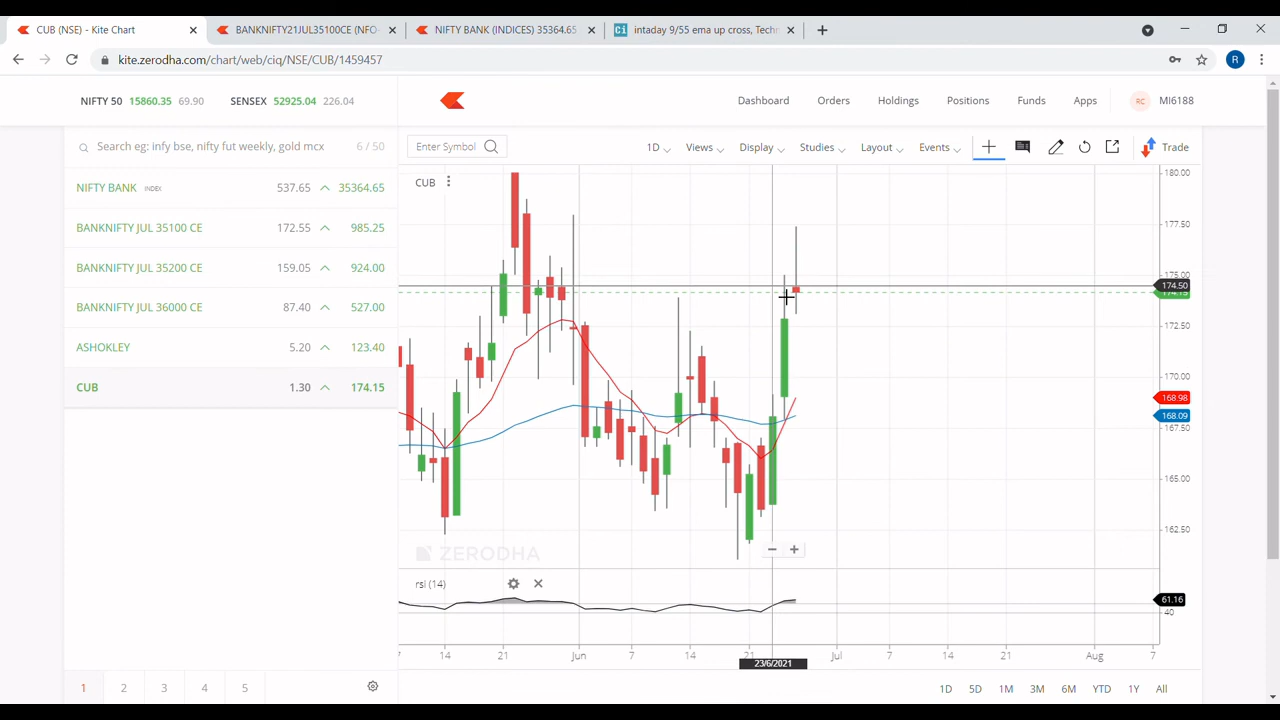 CUB (NSE) - Kite Chart
BANKNIFTY21JUL35100CE (NFO
NIFTY BANK (INDICES) 35364.65
intaday 9/55 ema up cross, Techn
kite.zerodha.com/chart/web/ciq/NSE/CUB/1459457
R
NIFTY 50 15860.35 69.90 SENSEX 52925.04 226.04
Dashboard Orders Holdings Positions Funds Apps RC MI6188
Search eg: infy bse, nifty fut weekly, gold mcx 6 / 50
Enter Symbol 1D Views Display Studies Layout Events Trade
NIFTY BANK INDEX 537.65 35364.65
BANKNIFTY JUL 35100 CE 172.55 985.25
BANKNIFTY JUL 35200 CE 159.05 924.00
BANKNIFTY JUL 36000 CE 87.40 527.00
ASHOKLEY 5.20 123.40
CUB 1.30 174.15
CUB
180.00
177.50
175.00
174.50
174.15
172.50
170.00
168.98
168.09
167.50
165.00
162.50
ZERODHA
rsi (14)
61.16
40
14 21 Jun 7 14 21 Jul 7 14 21 Aug 7
23/6/2021
1 2 3 4 5
1D 5D 1M 3M 6M YTD 1Y All